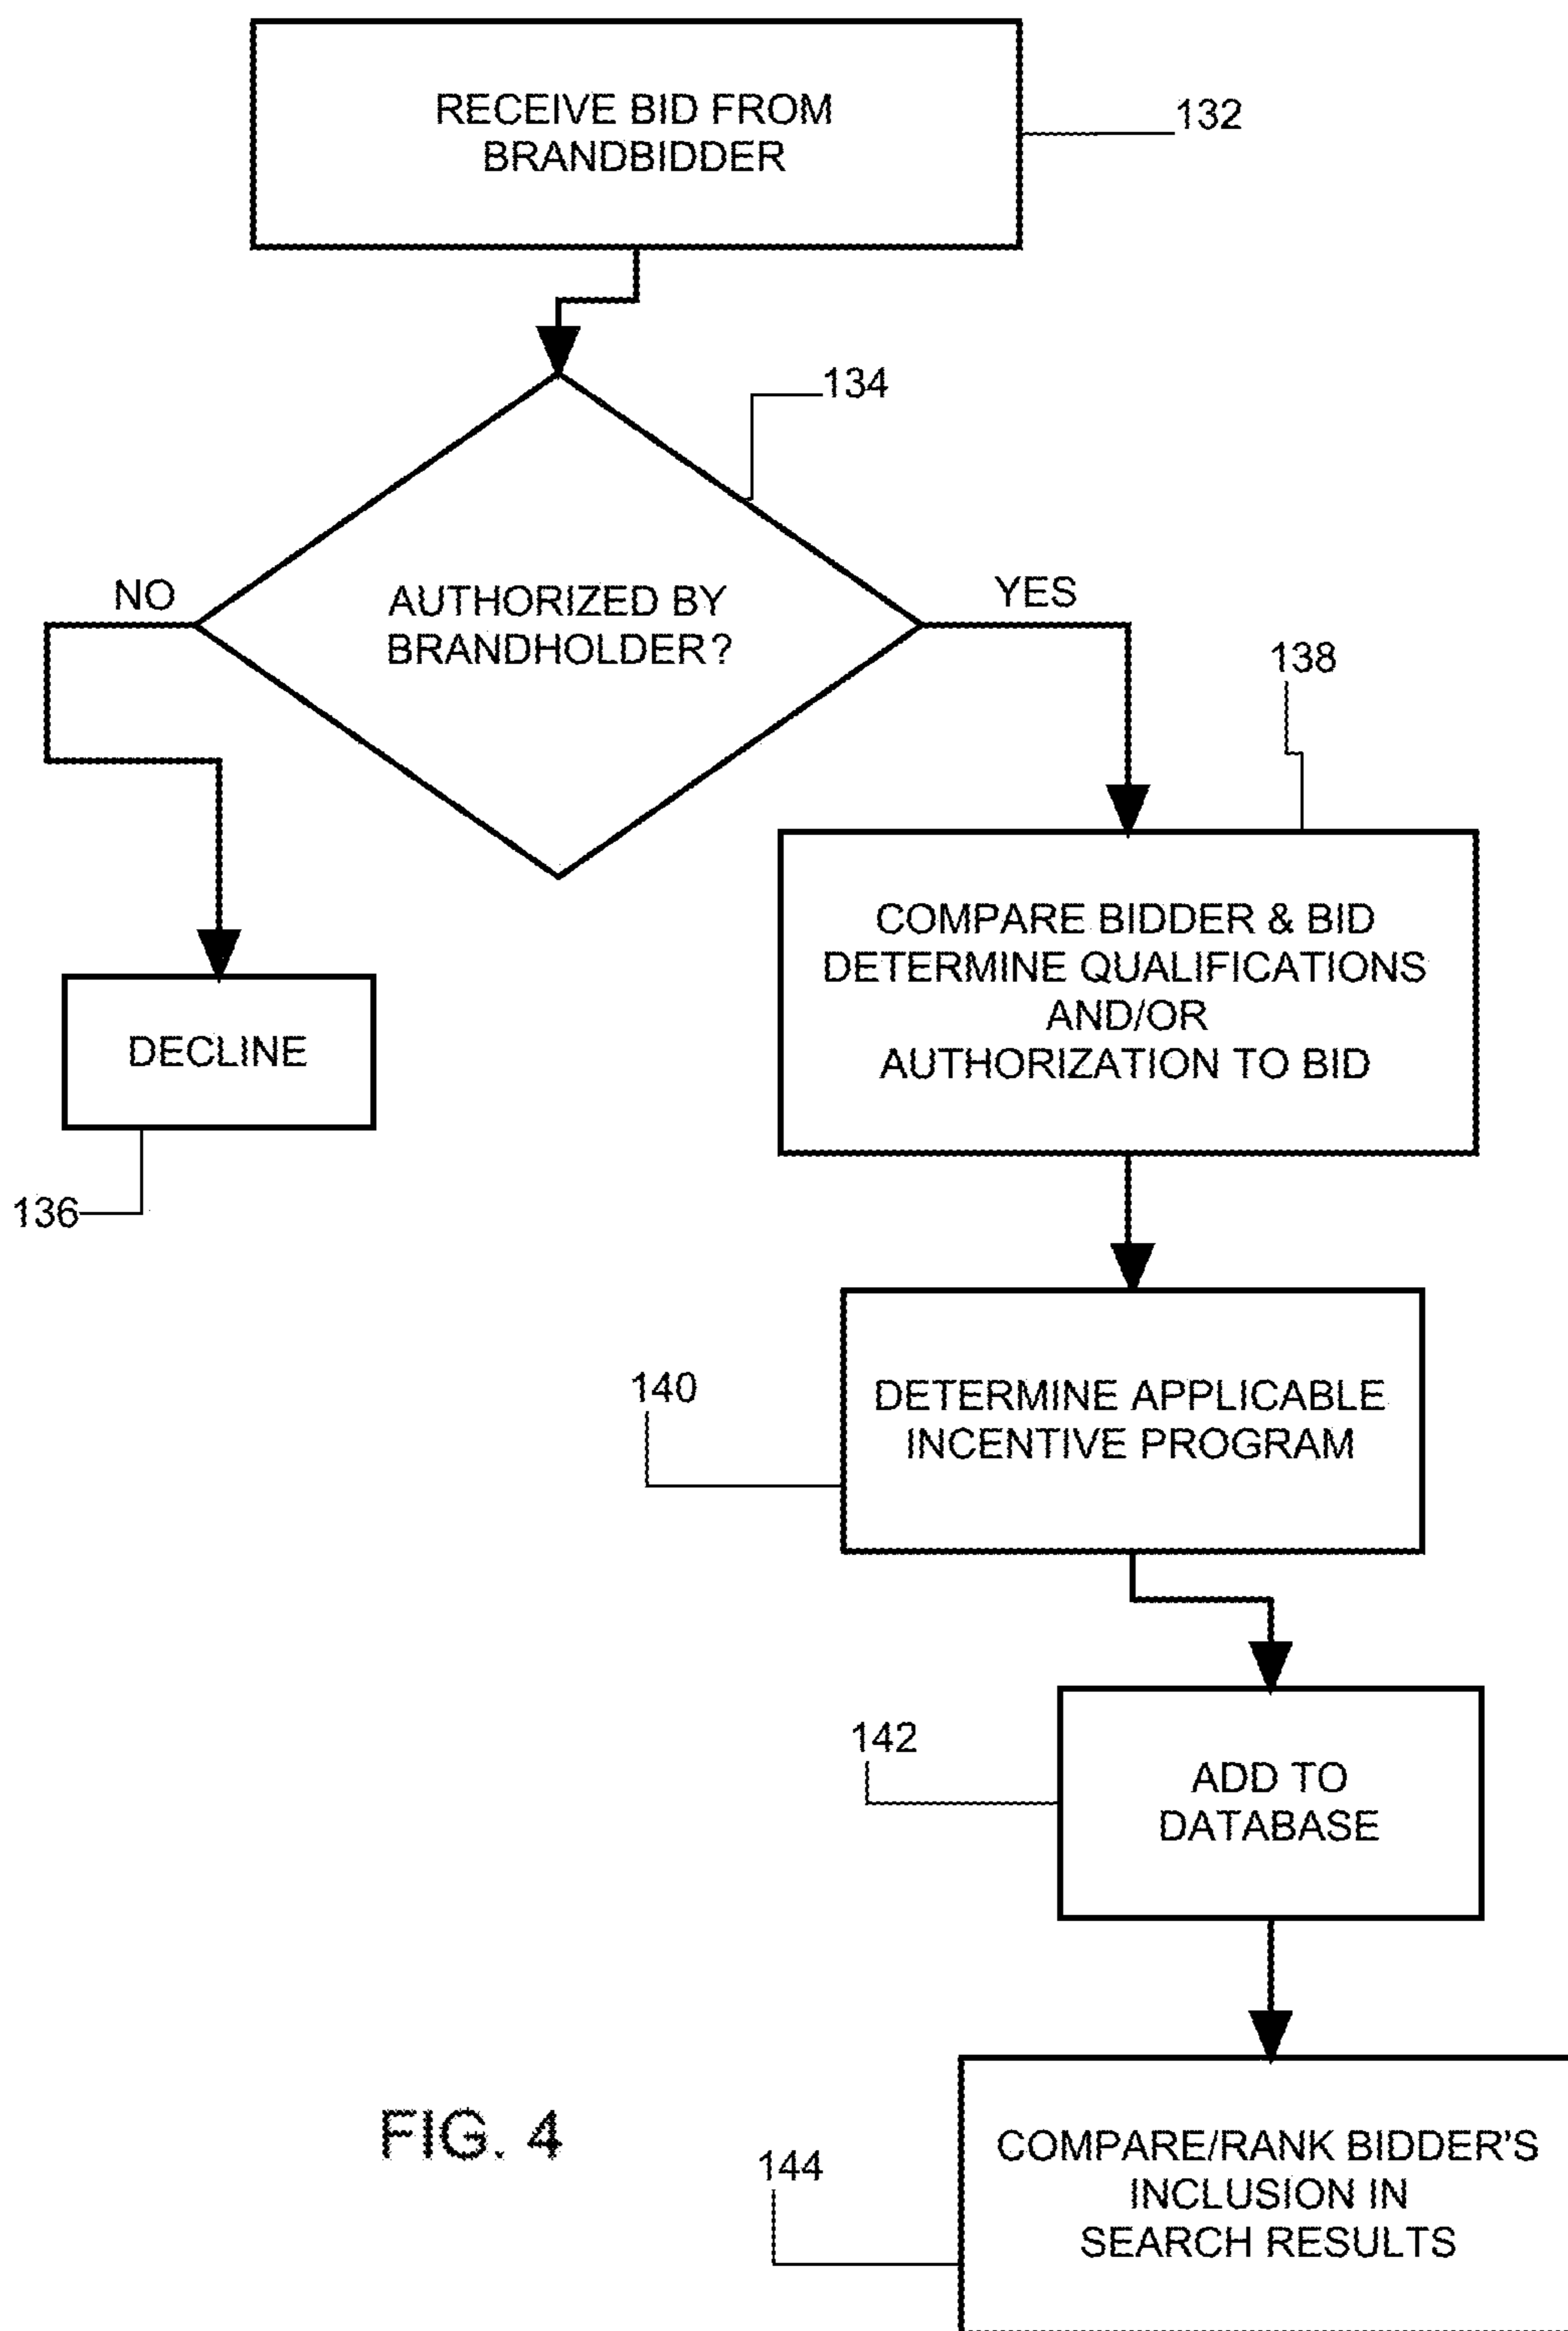 RECEIVE BID FROM
BRANDBIDDER
132
134
NO
AUTHORIZED BY
BRANDHOLDER?
YES
138
COMPARE BIDDER & BID
DETERMINE QUALIFICATIONS
AND/OR
AUTHORIZATION TO BID
DECLINE
136
140
DETERMINE APPLICABLE
INCENTIVE PROGRAM
142
ADD TO
DATABASE
FIG. 4
144
COMPARE/RANK BIDDER'S
INCLUSION IN
SEARCH RESULTS